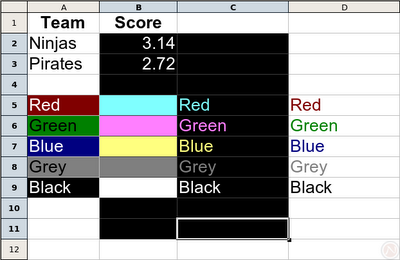 A B C D
1 Team Score
2 Ninjas 3.14
3 Pirates 2.72
4
5 Red Red Red
6 Green Green Green
7 Blue Blue Blue
8 Grey Grey Grey
9 Black Black Black
10
11
12